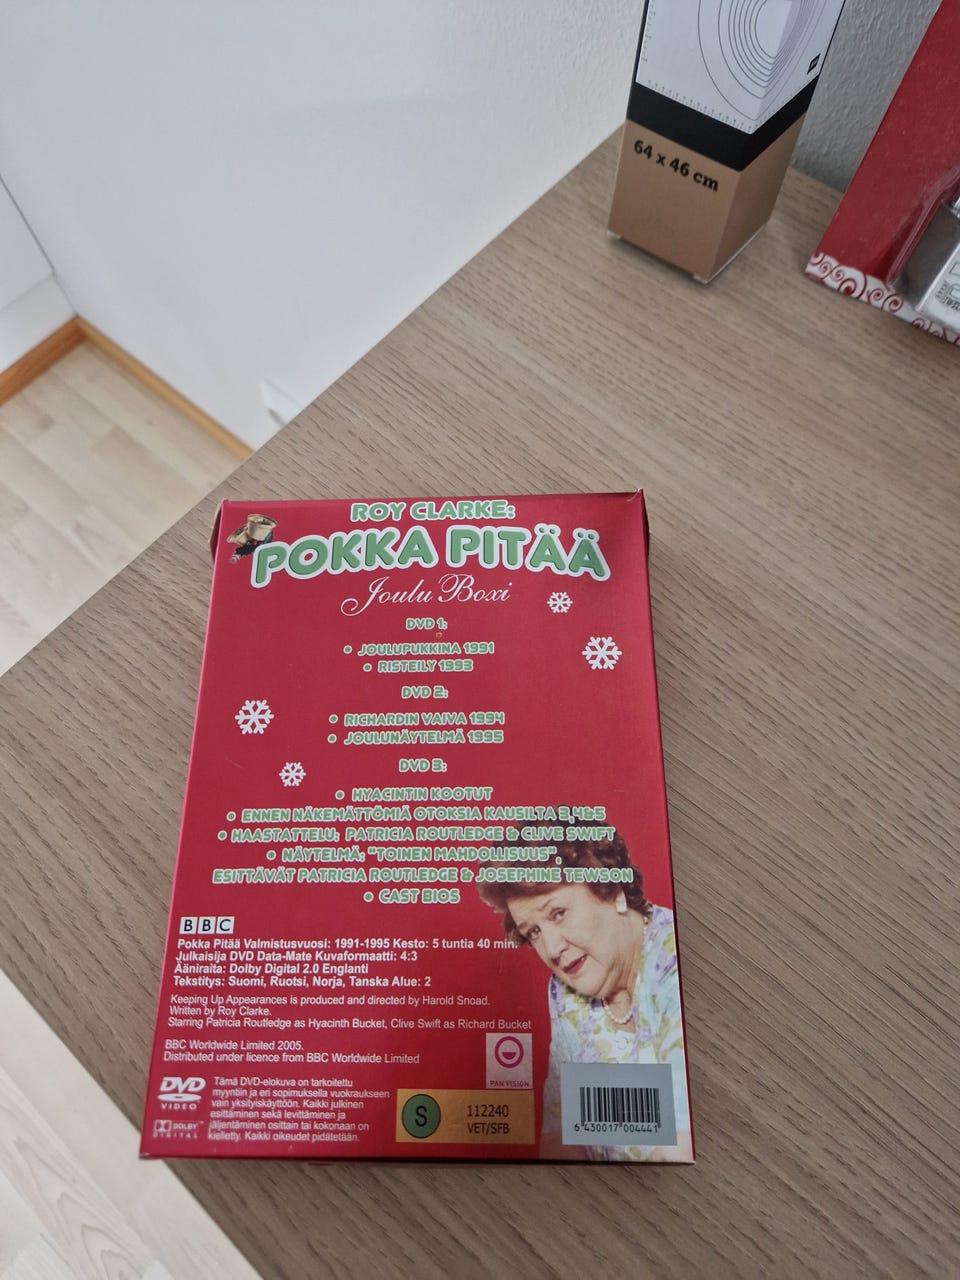 64 x 46 cm
ROY CLARKE:
POKKA PITÄÄ
Joulu Boxi
DVD 1:
• JOULUPUKKINA 1991
• RISTEILY 1993
DVD 2:
• RICHARDIN VAIVA 1994
• JOULUNÄYTELMÄ 1995
DVD 3:
• HYACINTIN KOOTUT
• ENNEN NÄKEMÄTTÖMIÄ OTOKSIA KAUSILTA 3,4&5
• HAASTATTELU: PATRICIA ROUTLEDGE & CLIVE SWIFT
• NÄYTELMÄ: "TOINEN MAHDOLLISUUS",
ESITTÄVÄT PATRICIA ROUTLEDGE & JOSEPHINE TEWSON
• CAST BIOS
BBC
Pokka Pitää Valmistusvuosi: 1991-1995 Kesto: 5 tuntia 40 min.
Julkaisija DVD Data-Mate Kuvaformaatti: 4:3
Ääniraita: Dolby Digital 2.0 Englanti
Tekstitys: Suomi, Ruotsi, Norja, Tanska Alue: 2
Keeping Up Appearances is produced and directed by Harold Snoad.
Written by Roy Clarke.
Starring Patricia Routledge as Hyacinth Bucket, Clive Swift as Richard Bucket
BBC Worldwide Limited 2005.
Distributed under licence from BBC Worldwide Limited
PAN VISION
DVD
VIDEO
DOLBY
DIGITAL
Tämä DVD-elokuva on tarkoitettu
myyntiin ja eri sopimuksella vuokraukseen
vain yksityiskäyttöön. Kaikki julkinen
esittäminen sekä levittäminen ja
jäljentäminen osittain tai kokonaan on
kielletty. Kaikki oikeudet pidätetään.
S
112240
VET/SFB
6 430017 004441